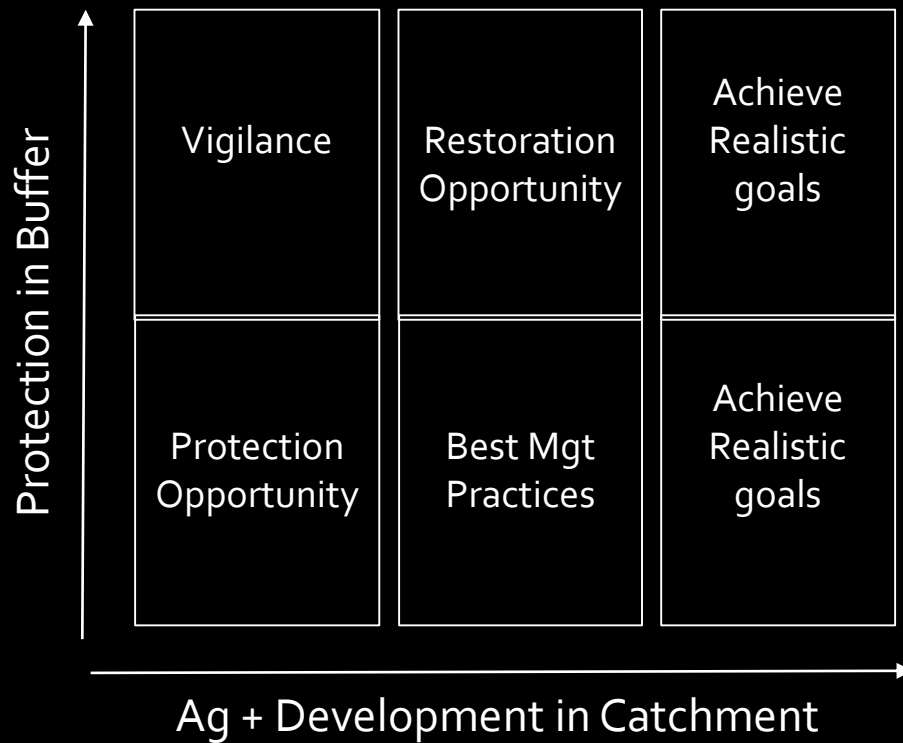 Protection in Buffer
Vigilance
Restoration
Opportunity
Achieve
Realistic
goals
Protection
Opportunity
Best Mgt
Practices
Achieve
Realistic
goals
Ag + Development in Catchment